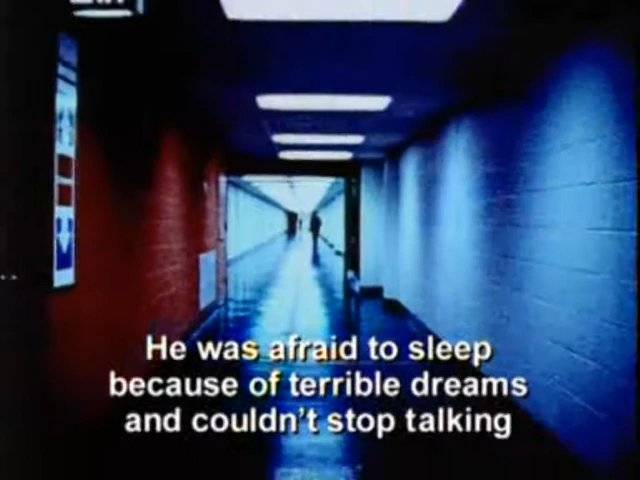 He was afraid to sleep
because of terrible dreams
and couldn't stop talking